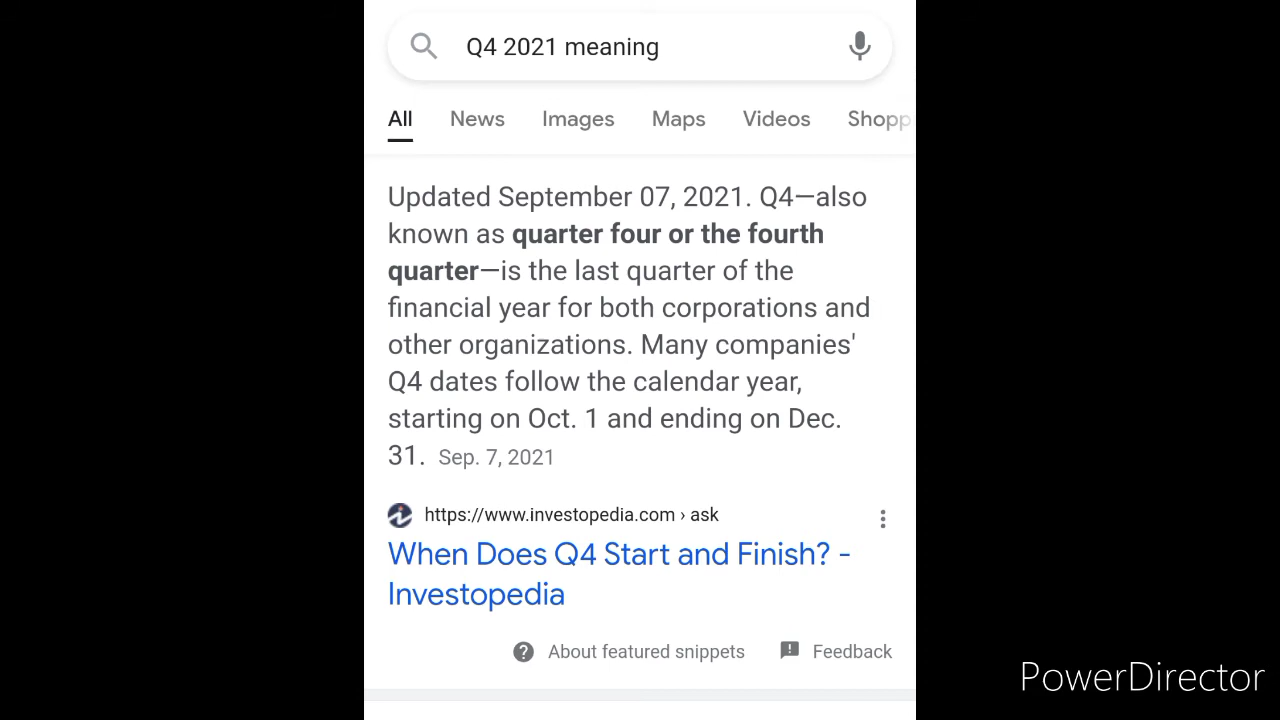 Q4 2021 meaning
All News Images Maps Videos Shopp
Updated September 07, 2021. Q4—also
known as quarter four or the fourth
quarter—is the last quarter of the
financial year for both corporations and
other organizations. Many companies'
Q4 dates follow the calendar year,
starting on Oct. 1 and ending on Dec.
31. Sep. 7, 2021
https://www.investopedia.com › ask
When Does Q4 Start and Finish? -
Investopedia
About featured snippets Feedback
PowerDirector